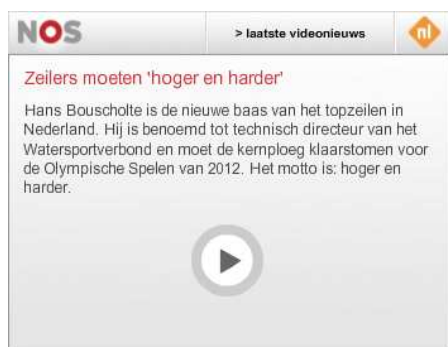 NOS
> laatste videonieuws
nl
Zeilers moeten 'hoger en harder'
Hans Bouscholte is de nieuwe baas van het topzeilen in
Nederland. Hij is benoemd tot technisch directeur van het
Watersportverbond en moet de kernploeg klaarstomen voor
de Olympische Spelen van 2012. Het motto is: hoger en
harder.